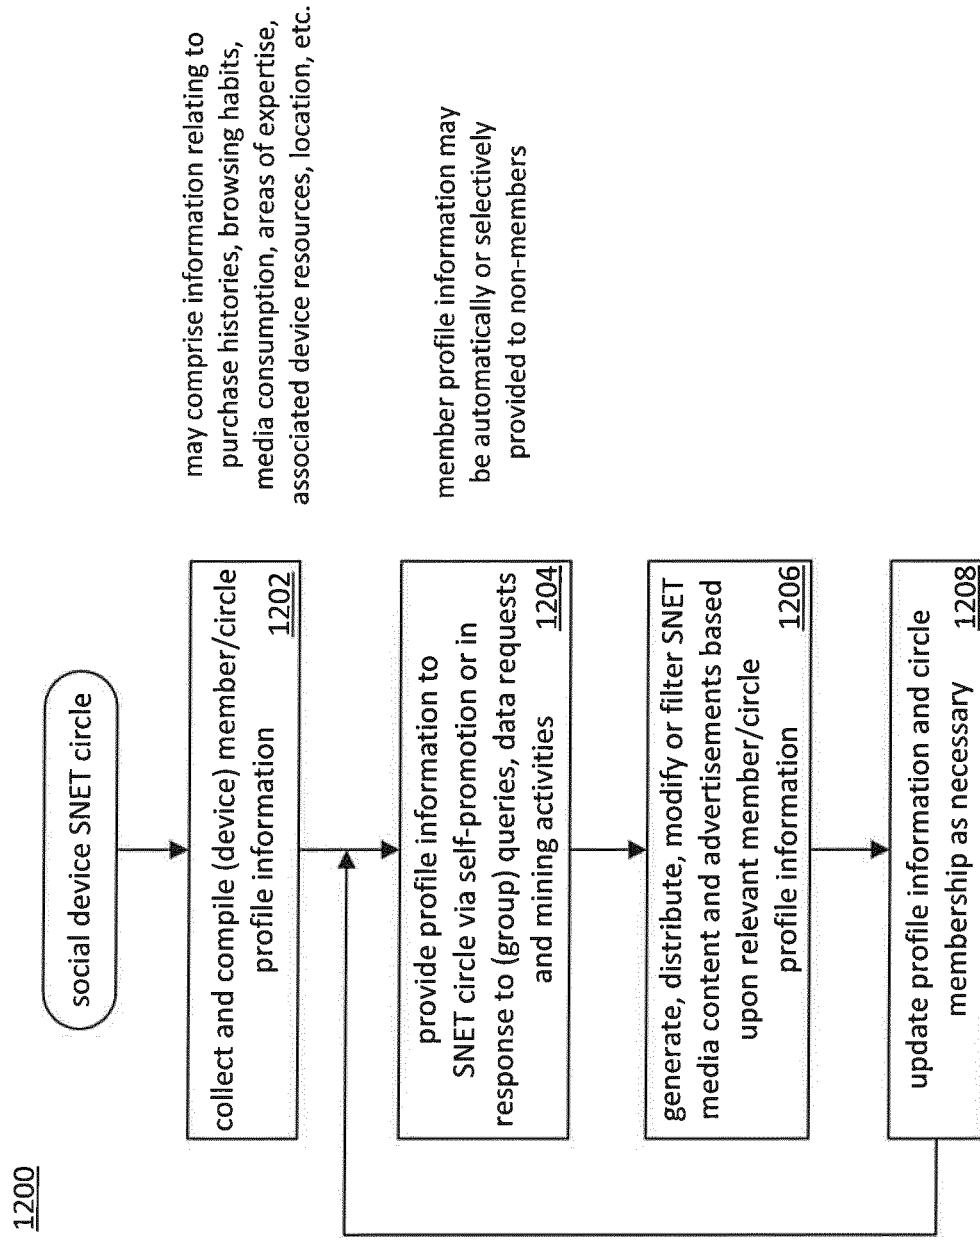 1200
social device SNET circle
collect and compile (device) member/circle
profile information
1202
may comprise information relating to
purchase histories, browsing habits,
media consumption, areas of expertise,
associated device resources, location, etc.
provide profile information to
SNET circle via self-promotion or in
response to (group) queries, data requests
and mining activities
1204
member profile information may
be automatically or selectively
provided to non-members
generate, distribute, modify or filter SNET
media content and advertisements based
upon relevant member/circle
profile information
1206
update profile information and circle
membership as necessary
1208